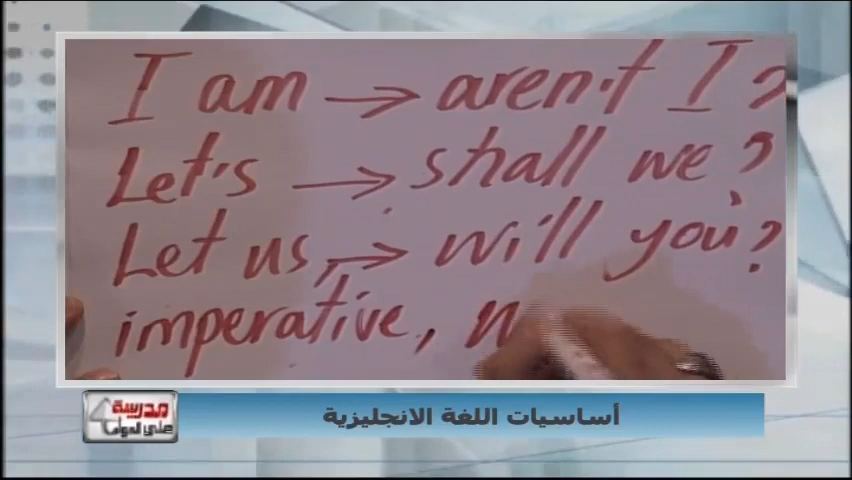 I am → aren't I?
Let's → shall we?
Let us, → will you?
imperative,
أساسيات اللغة الانجليزية
مدرسة
على الهواء